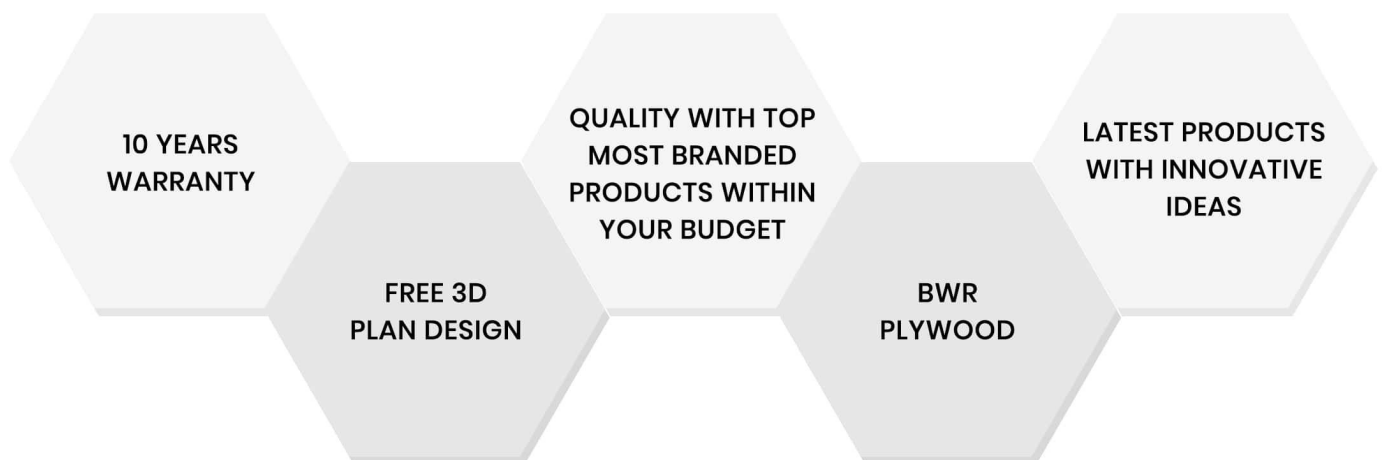 10 YEARS
WARRANTY
FREE 3D
PLAN DESIGN
QUALITY WITH TOP
MOST BRANDED
PRODUCTS WITHIN
YOUR BUDGET
BWR
PLYWOOD
LATEST PRODUCTS
WITH INNOVATIVE
IDEAS